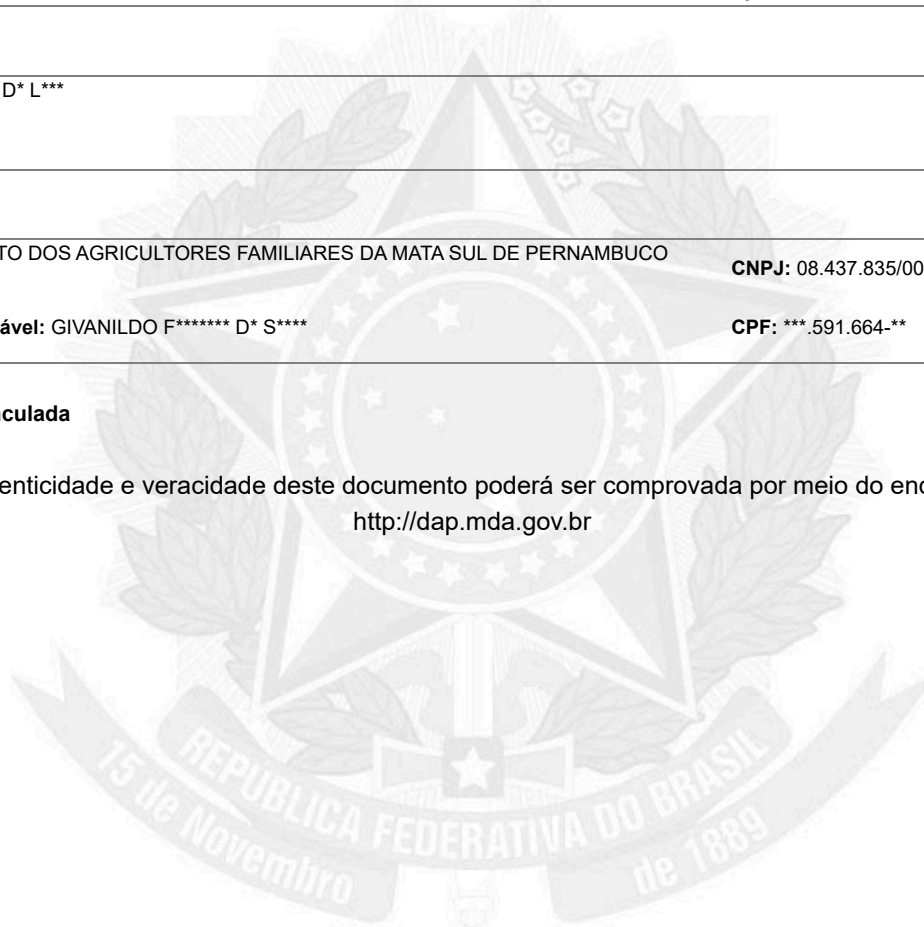 D* L***
TO DOS AGRICULTORES FAMILIARES DA MATA SUL DE PERNAMBUCO
CNPJ: 08.437.835/00
ável: GIVANILDO F******* D* S****
CPF: ***.591.664-**
culada
enticidade e veracidade deste documento poderá ser comprovada por meio do end
http://dap.mda.gov.br
REPUBLICA FEDERATIVA DO BRASIL
15 de Novembro
de 1889